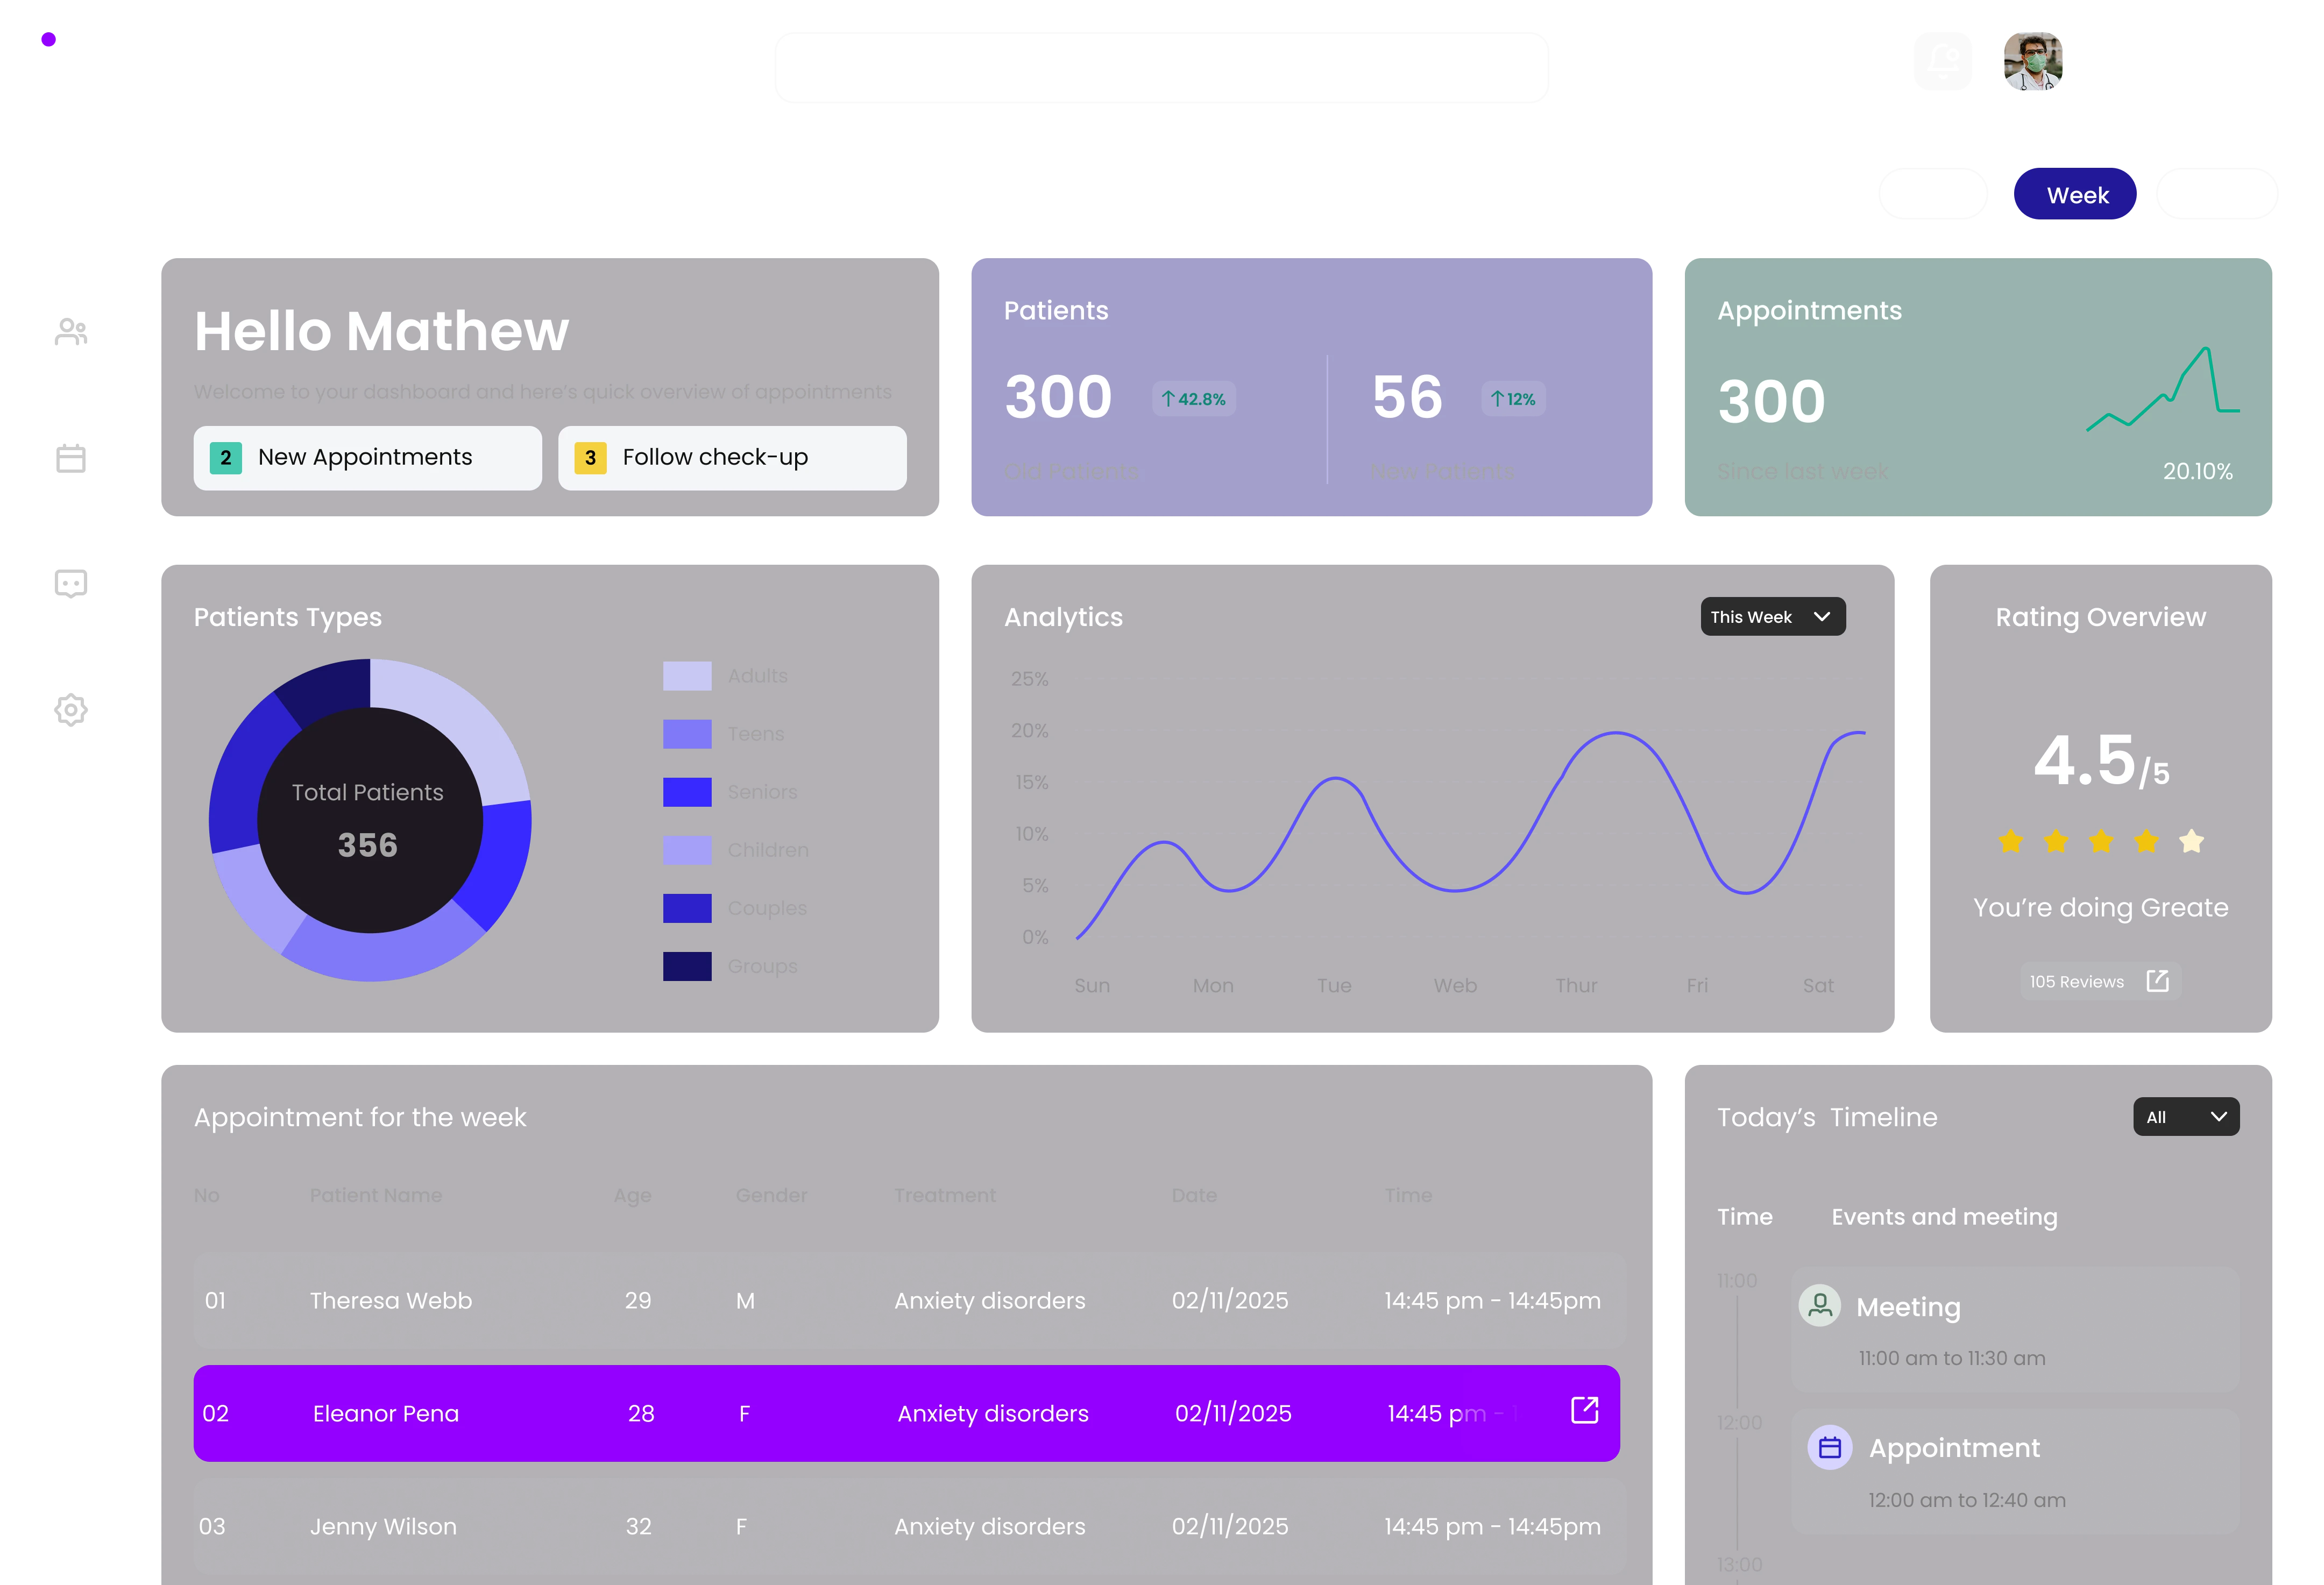 Week
Hello Mathew
Welcome to your dashboard and here's quick overview of appointments
2 New Appointments
3 Follow check-up
Patients
300 42.8%
56 12%
Old Patients
New Patients
Appointments
300
Since last week
20.10%
Patients Types
Total Patients
356
Adults
Teens
Seniors
Children
Couples
Groups
Analytics
This Week
25%
20%
15%
10%
5%
0%
Sun Mon Tue Web Thur Fri Sat
Rating Overview
4.5/5
You're doing Greate
105 Reviews
Appointment for the week
No Patient Name Age Gender Treatment Date Time
01 Theresa Webb 29 M Anxiety disorders 02/11/2025 14:45 pm - 14:45pm
02 Eleanor Pena 28 F Anxiety disorders 02/11/2025 14:45 pm - 1
03 Jenny Wilson 32 F Anxiety disorders 02/11/2025 14:45 pm - 14:45pm
Today's Timeline
All
Time Events and meeting
11:00
Meeting
11:00 am to 11:30 am
12:00
Appointment
12:00 am to 12:40 am
13:00